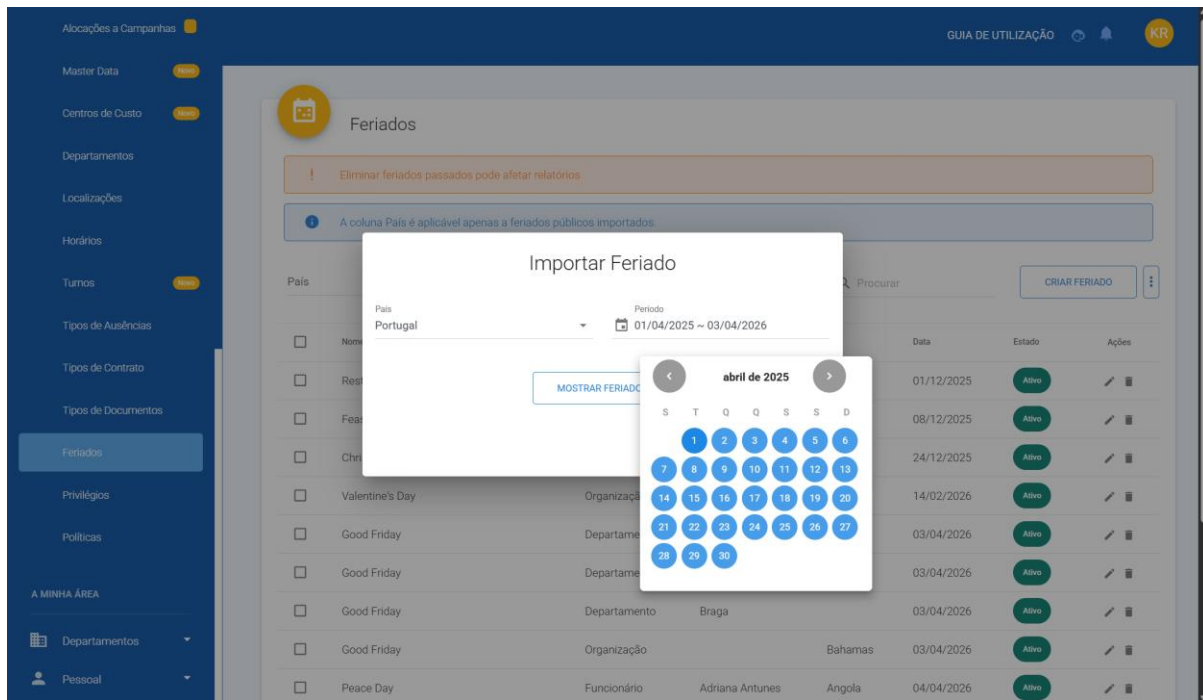 Alocações a Campanhas
GUIA DE UTILIZAÇÃO
KR
Master Data Novo
Centros de Custo Novo
Departamentos
Localizações
Horários
Turnos Novo
Tipos de Ausências
Tipos de Contrato
Tipos de Documentos
Feriados
Privilégios
Políticas
A MINHA ÁREA
Departamentos
Pessoal
Feriados
! Eliminar feriados passados pode afetar relatórios
A coluna País é aplicável apenas a feriados públicos importados.
País Procurar CRIAR FERIADO
Importar Feriado
País Período
Portugal 01/04/2025 ~ 03/04/2026
MOSTRAR FERIADO
abril de 2025
S T Q Q S S D
1 2 3 4 5 6
7 8 9 10 11 12 13
14 15 16 17 18 19 20
21 22 23 24 25 26 27
28 29 30
Nome Data Estado Ações
Rest 01/12/2025 Ativo
Feas 08/12/2025 Ativo
Chri 24/12/2025 Ativo
Valentine's Day Organizaçã 14/02/2026 Ativo
Good Friday Departame 03/04/2026 Ativo
Good Friday Departame 03/04/2026 Ativo
Good Friday Departamento Braga 03/04/2026 Ativo
Good Friday Organização Bahamas 03/04/2026 Ativo
Peace Day Funcionário Adriana Antunes Angola 04/04/2026 Ativo